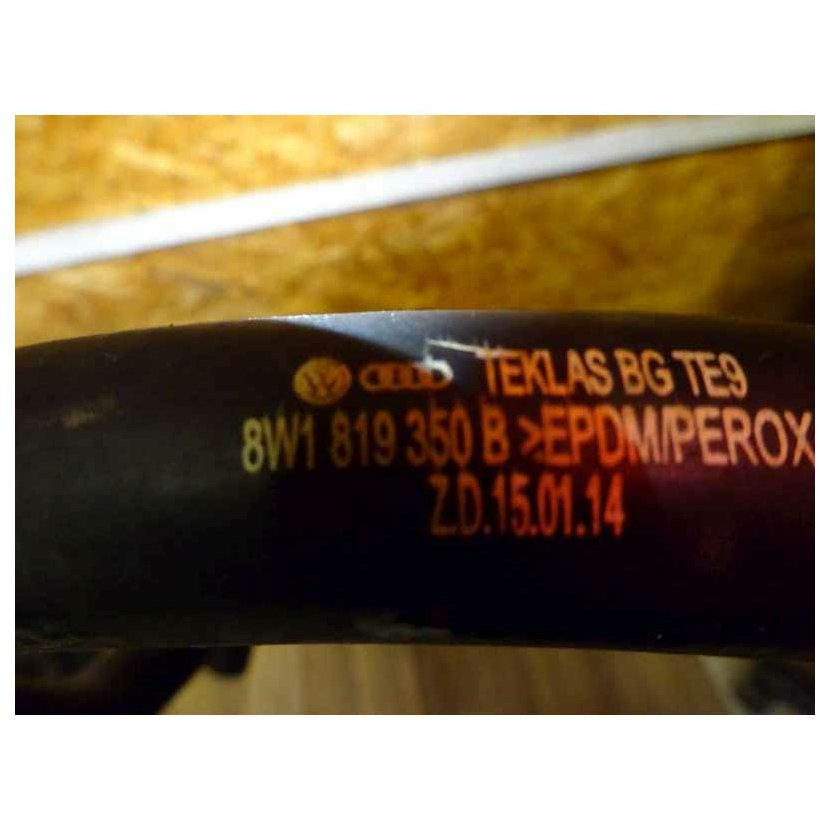 TEKLAS BG TE9
8W1 819 350 B >EPDM/PEROX
Z.D.15.01.14